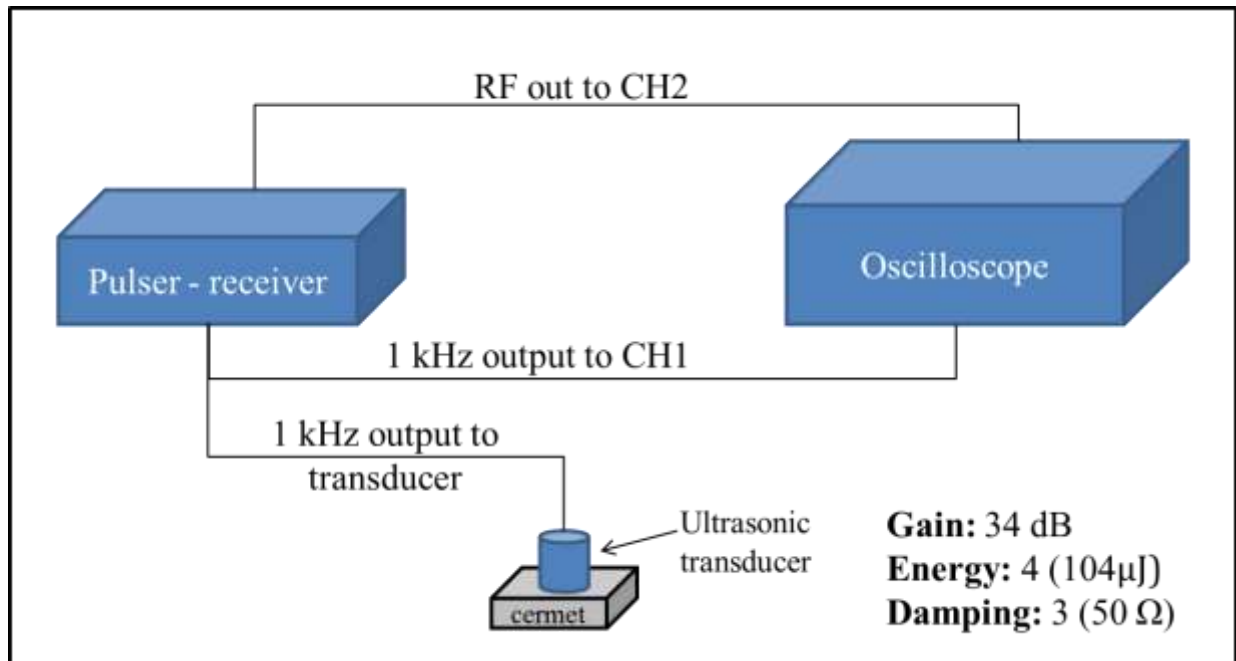 RF out to CH2
Pulser - receiver
Oscilloscope
1 kHz output to CH1
1 kHz output to
transducer
Ultrasonic
transducer
cermet
Gain: 34 dB
Energy: 4 (104μJ)
Damping: 3 (50 Ω)